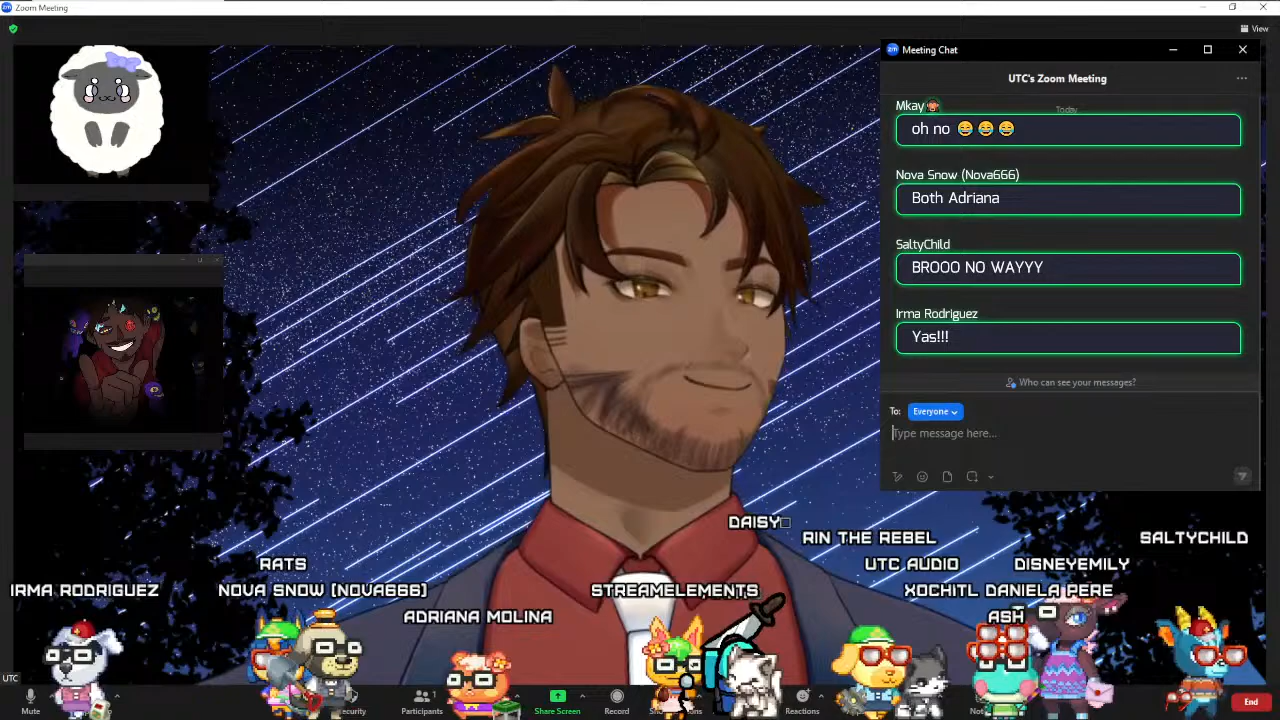 Zoom Meeting
View
Meeting Chat
UTC's Zoom Meeting
Today
Mkay
oh no 😂😂😂
Nova Snow (Nova666)
Both Adriana
SaltyChild
BROOO NO WAYYY
Irma Rodriguez
Yas!!!
Who can see your messages?
To: Everyone
Type message here...
DAISY□
RIN THE REBEL
SALTYCHILD
RATS
UTC AUDIO
DISNEYEMILY
IRMA RODRIGUEZ
NOVA SNOW [NOVA666]
STREAMELEMENTS
XOCHITL DANIELA PERE
ADRIANA MOLINA
ASH
UTC
Mute
Participants
1
Share Screen
Record
Reactions
End